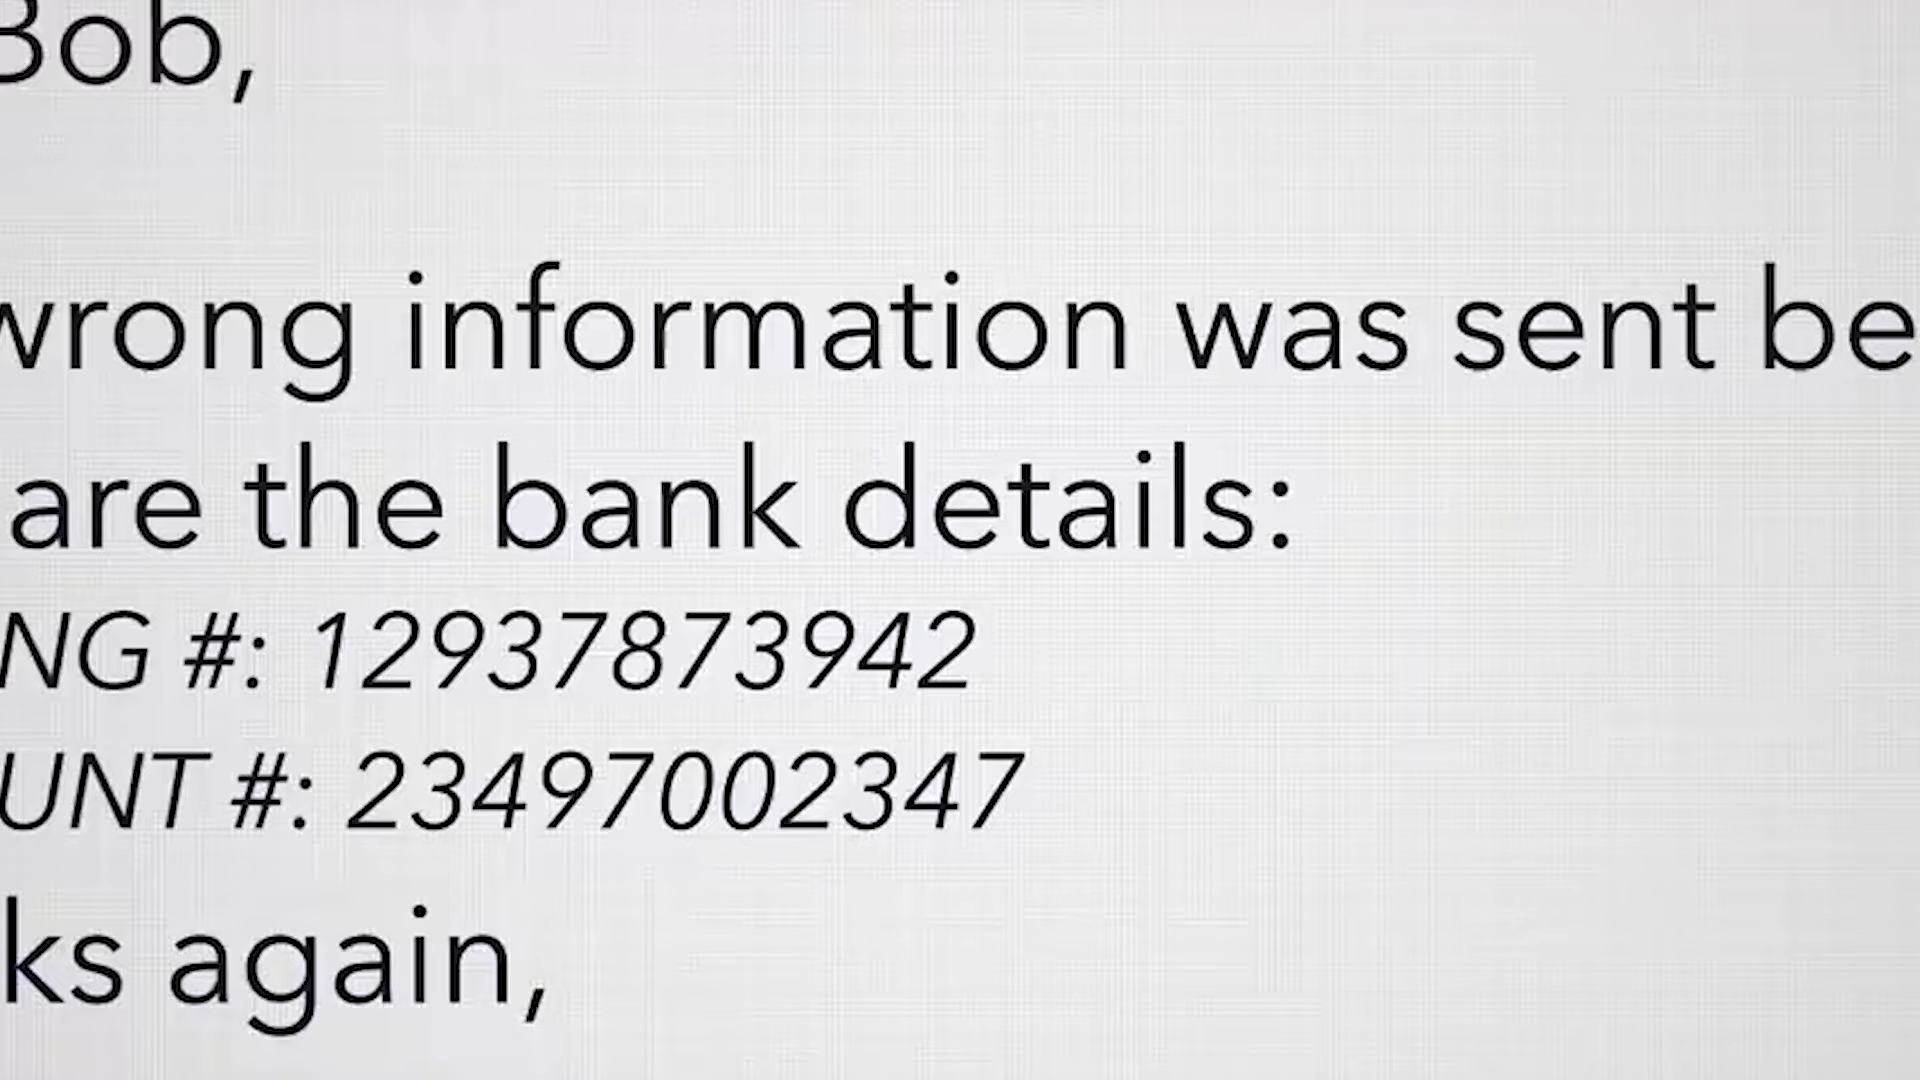 Bob,
wrong information was sent be
are the bank details:
NG #: 12937873942
UNT #: 23497002347
ks again,